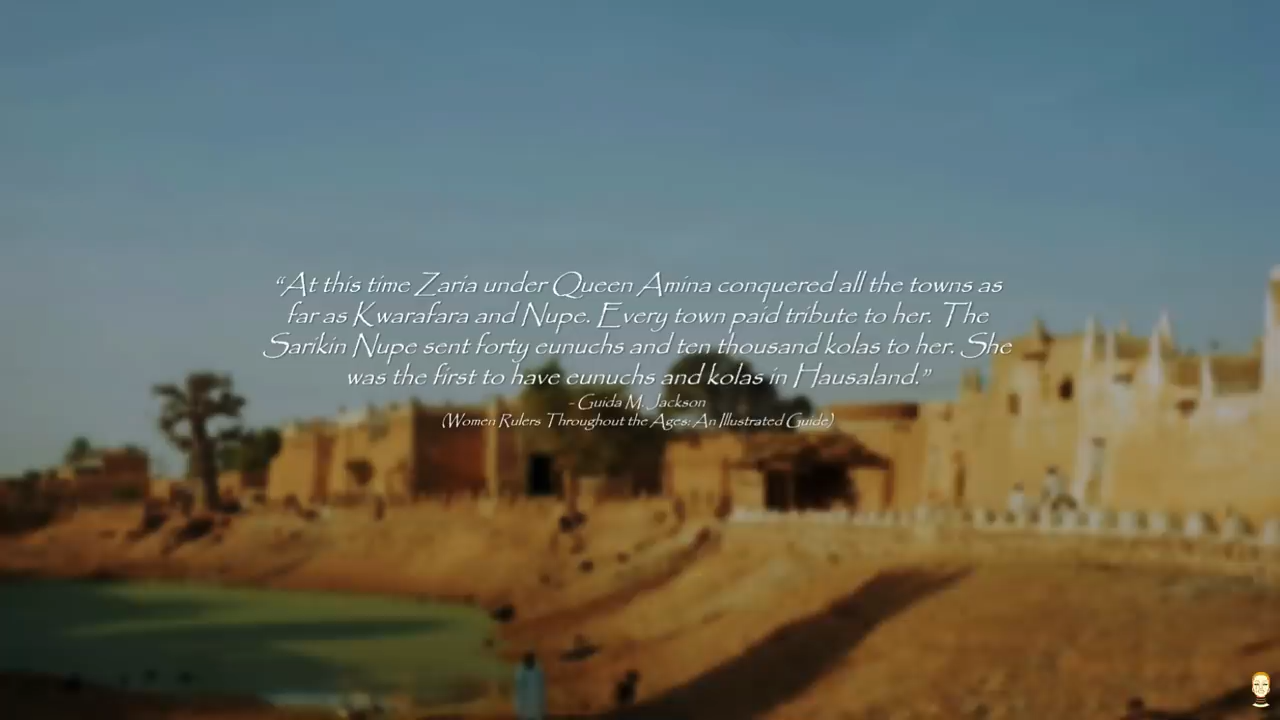 “At this time Zaria under Queen Amina conquered all the towns as
far as Kwarafara and Nupe. Every town paid tribute to her. The
Sarikin Nupe sent forty eunuchs and ten thousand kolas to her. She
was the first to have eunuchs and kolas in Hausaland.”
- Guida M. Jackson
(Women Rulers Throughout the Ages: An Illustrated Guide)